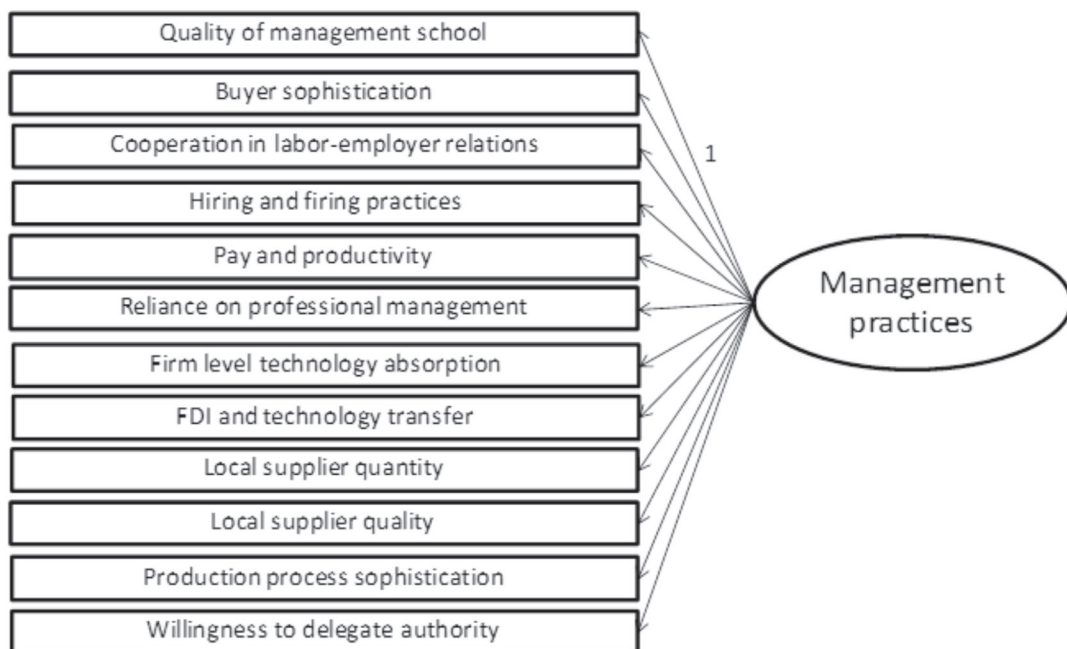 Quality of management school
Buyer sophistication
Cooperation in labor-employer relations
1
Hiring and firing practices
Pay and productivity
Reliance on professional management
Firm level technology absorption
FDI and technology transfer
Local supplier quantity
Local supplier quality
Production process sophistication
Willingness to delegate authority
Management
practices